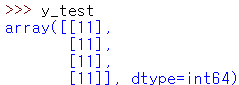 >>> y_test
array([[11],
       [11],
       [11],
       [11]], dtype=int64)